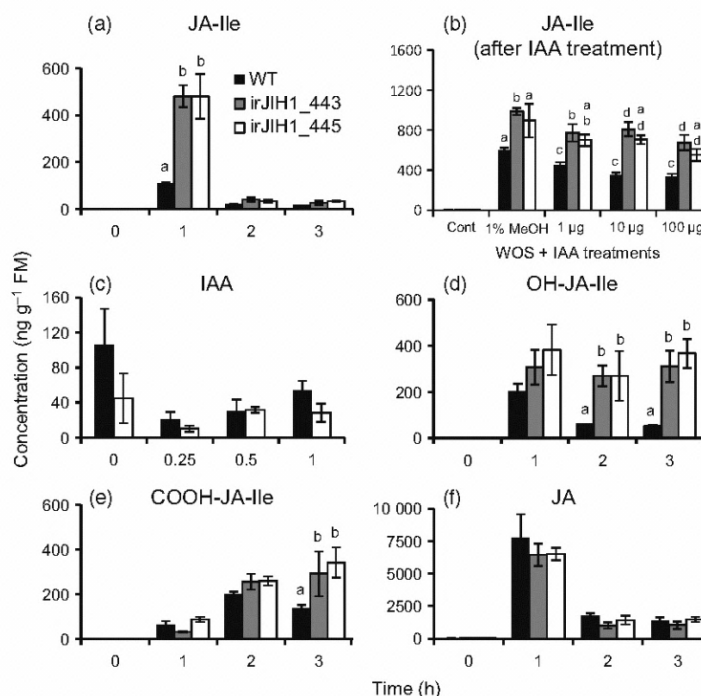 (a) JA-Ile
600
400
200
0
WT
irJIH1_443
irJIH1_445
a b b
0 1 2 3
(b) JA-Ile
(after IAA treatment)
1600
1200
800
400
0
a b a c a b c d a d c d a d
Cont 1% MeOH 1 µg 10 µg 100 µg
WOS + IAA treatments
Concentration (ng g⁻¹ FM)
(c) IAA
160
120
80
40
0
0 0.25 0.5 1
(d) OH-JA-Ile
600
400
200
0
a b b a b b
0 1 2 3
(e) COOH-JA-Ile
600
400
200
0
a b b
0 1 2 3
(f) JA
10 000
7500
5000
2500
0
0 1 2 3
Time (h)